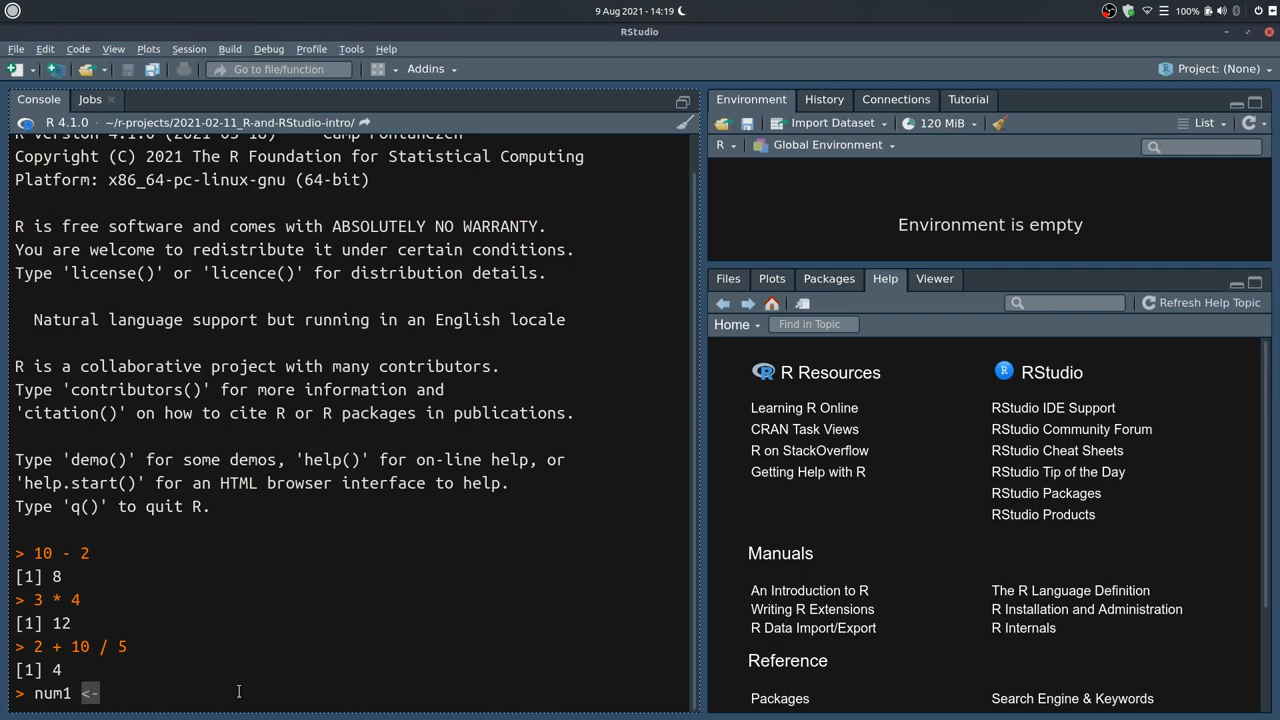 9 Aug 2021 - 14:19
100%
RStudio
File Edit Code View Plots Session Build Debug Profile Tools Help
Go to file/function
Addins
Project: (None)
Console Jobs
R 4.1.0 · ~/r-projects/2021-02-11_R-and-RStudio-intro/
Copyright (C) 2021 The R Foundation for Statistical Computing
Platform: x86_64-pc-linux-gnu (64-bit)
R is free software and comes with ABSOLUTELY NO WARRANTY.
You are welcome to redistribute it under certain conditions.
Type 'license()' or 'licence()' for distribution details.
Natural language support but running in an English locale
R is a collaborative project with many contributors.
Type 'contributors()' for more information and
'citation()' on how to cite R or R packages in publications.
Type 'demo()' for some demos, 'help()' for on-line help, or
'help.start()' for an HTML browser interface to help.
Type 'q()' to quit R.
> 10 - 2
[1] 8
> 3 * 4
[1] 12
> 2 + 10 / 5
[1] 4
> num1 <-
Environment History Connections Tutorial
Import Dataset 120 MiB List
R Global Environment
Environment is empty
Files Plots Packages Help Viewer
Refresh Help Topic
Home Find in Topic
R Resources
Learning R Online
CRAN Task Views
R on StackOverflow
Getting Help with R
RStudio
RStudio IDE Support
RStudio Community Forum
RStudio Cheat Sheets
RStudio Tip of the Day
RStudio Packages
RStudio Products
Manuals
An Introduction to R
Writing R Extensions
R Data Import/Export
The R Language Definition
R Installation and Administration
R Internals
Reference
Packages
Search Engine & Keywords